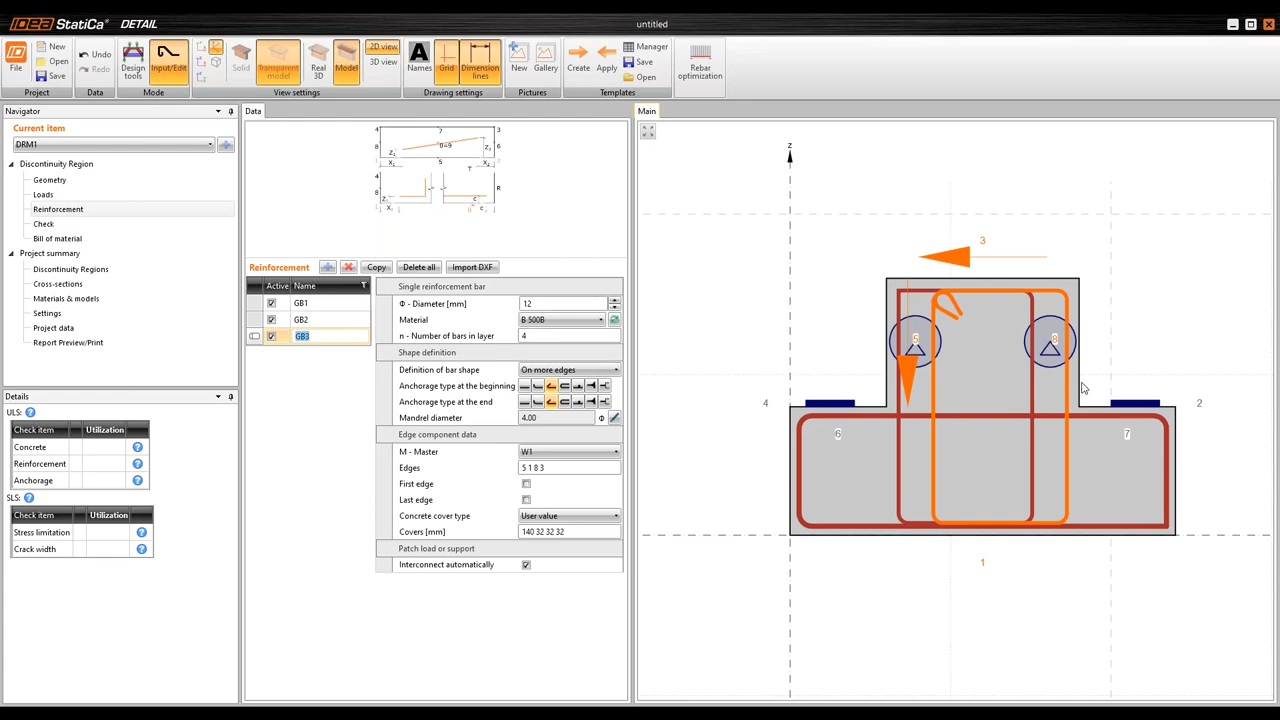 IDEA StatiCa® DETAIL
untitled
File
New
Open
Save
Project
Undo
Redo
Data
Design tools
Input/Edit
Mode
Solid
Transparent model
Real 3D
Model
2D view
3D view
View settings
Names
Grid
Dimension lines
Drawing settings
New
Gallery
Pictures
Create
Apply
Manager
Save
Open
Templates
Rebar optimization
Navigator
Current item
DRM1
Discontinuity Region
Geometry
Loads
Reinforcement
Check
Bill of material
Project summary
Discontinuity Regions
Cross-sections
Materials & models
Settings
Project data
Report Preview/Print
Details
ULS:
Check item Utilization
Concrete
Reinforcement
Anchorage
SLS:
Check item Utilization
Stress limitation
Crack width
Data
Reinforcement Copy Delete all Import DXF
Active Name
GB1
GB2
GB3
Single reinforcement bar
Φ - Diameter [mm] 12
Material B 500B
n - Number of bars in layer 4
Shape definition
Definition of bar shape On more edges
Anchorage type at the beginning
Anchorage type at the end
Mandrel diameter 4.00 Φ
Edge component data
M - Master W1
Edges 5 1 8 3
First edge
Last edge
Concrete cover type User value
Covers [mm] 140 32 32 32
Patch load or support
Interconnect automatically
Main
z
3
5 8
4 2
6 7
1